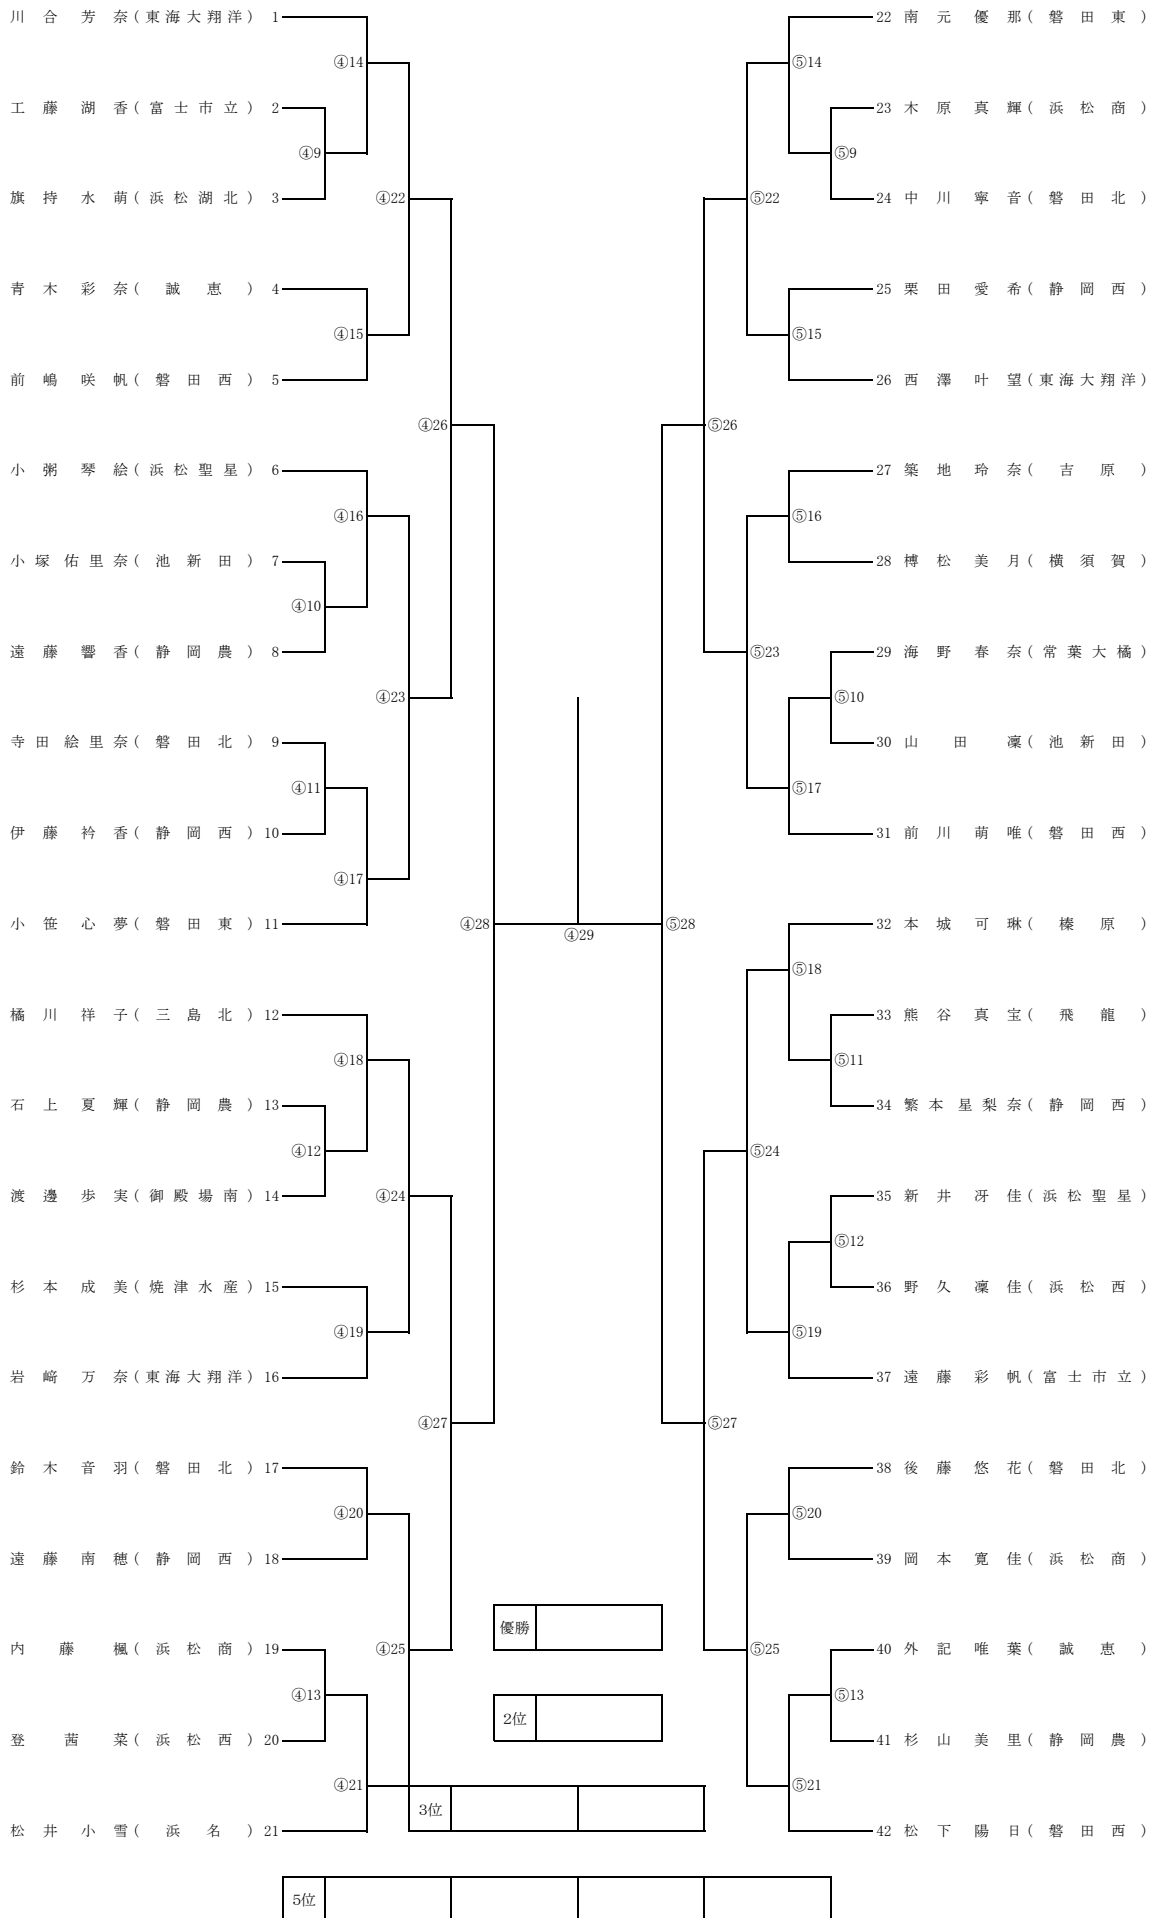 川合芳奈(東海大翔洋) 1
④14
工藤湖香(富士市立) 2
④9
旗持水萌(浜松湖北) 3
④22
青木彩奈(誠恵) 4
④15
前嶋咲帆(磐田西) 5
④26
小粥琴絵(浜松聖星) 6
④16
小塚佑里奈(池新田) 7
④10
遠藤響香(静岡農) 8
④23
寺田絵里奈(磐田北) 9
④11
伊藤衿香(静岡西) 10
④17
小笹心夢(磐田東) 11
④28
橘川祥子(三島北) 12
④18
石上夏輝(静岡農) 13
④12
渡邊歩実(御殿場南) 14
④24
杉本成美(焼津水産) 15
④19
岩﨑万奈(東海大翔洋) 16
④27
鈴木音羽(磐田北) 17
④20
遠藤南穂(静岡西) 18
内藤楓(浜松商) 19
④25
④13
登茜菜(浜松西) 20
④21
松井小雪(浜名) 21
④29
22 南元優那(磐田東)
⑤14
23 木原真輝(浜松商)
⑤9
24 中川寧音(磐田北)
⑤22
25 栗田愛希(静岡西)
⑤15
26 西澤叶望(東海大翔洋)
⑤26
27 築地玲奈(吉原)
⑤16
28 榑松美月(横須賀)
29 海野春奈(常葉大橘)
⑤23
⑤10
30 山田凜(池新田)
⑤17
31 前川萌唯(磐田西)
⑤28
32 本城可琳(榛原)
⑤18
33 熊谷真宝(飛龍)
⑤11
34 繁本星梨奈(静岡西)
⑤24
35 新井冴佳(浜松聖星)
⑤12
36 野久凜佳(浜松西)
⑤19
37 遠藤彩帆(富士市立)
⑤27
38 後藤悠花(磐田北)
⑤20
39 岡本寛佳(浜松商)
40 外記唯葉(誠恵)
⑤25
⑤13
41 杉山美里(静岡農)
⑤21
42 松下陽日(磐田西)
優勝
2位
3位
5位